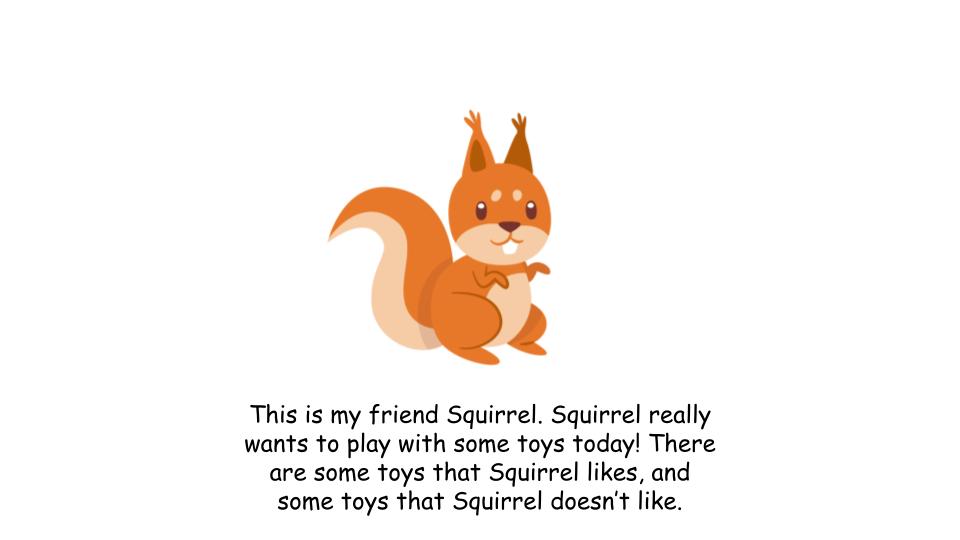 This is my friend Squirrel. Squirrel really
wants to play with some toys today! There
are some toys that Squirrel likes, and
some toys that Squirrel doesn’t like.